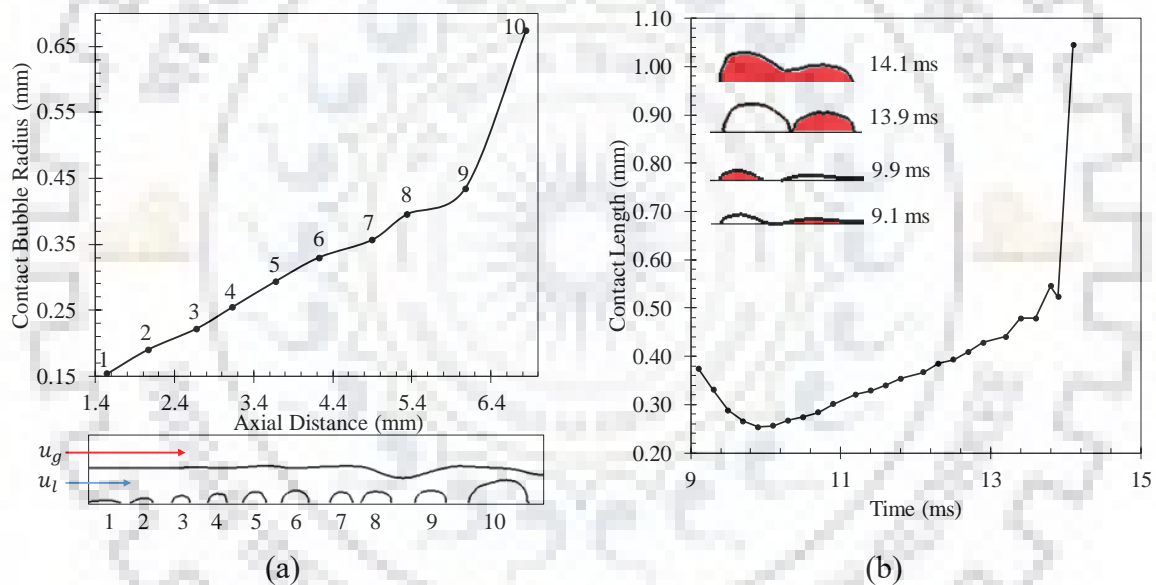 Contact Bubble Radius (mm)
0.65
0.55
0.45
0.35
0.25
0.15
1.4 2.4 3.4 4.4 5.4 6.4
Axial Distance (mm)
1
2
3
4
5
6
7
8
9
10
u_g
u_l
1 2 3 4 5 6 7 8 9 10
(a)
Contact Length (mm)
1.10
1.00
0.90
0.80
0.70
0.60
0.50
0.40
0.30
0.20
9 11 13 15
Time (ms)
14.1 ms
13.9 ms
9.9 ms
9.1 ms
(b)